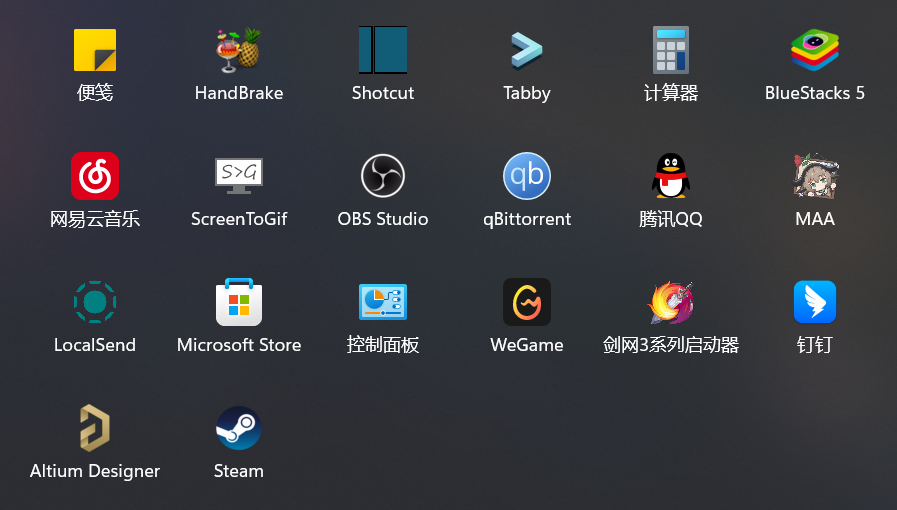 便笺
HandBrake
Shotcut
Tabby
计算器
BlueStacks 5
网易云音乐
S>G
ScreenToGif
OBS Studio
qb
qBittorrent
腾讯QQ
MAA
LocalSend
Microsoft Store
控制面板
WeGame
剑网3系列启动器
钉钉
Altium Designer
Steam